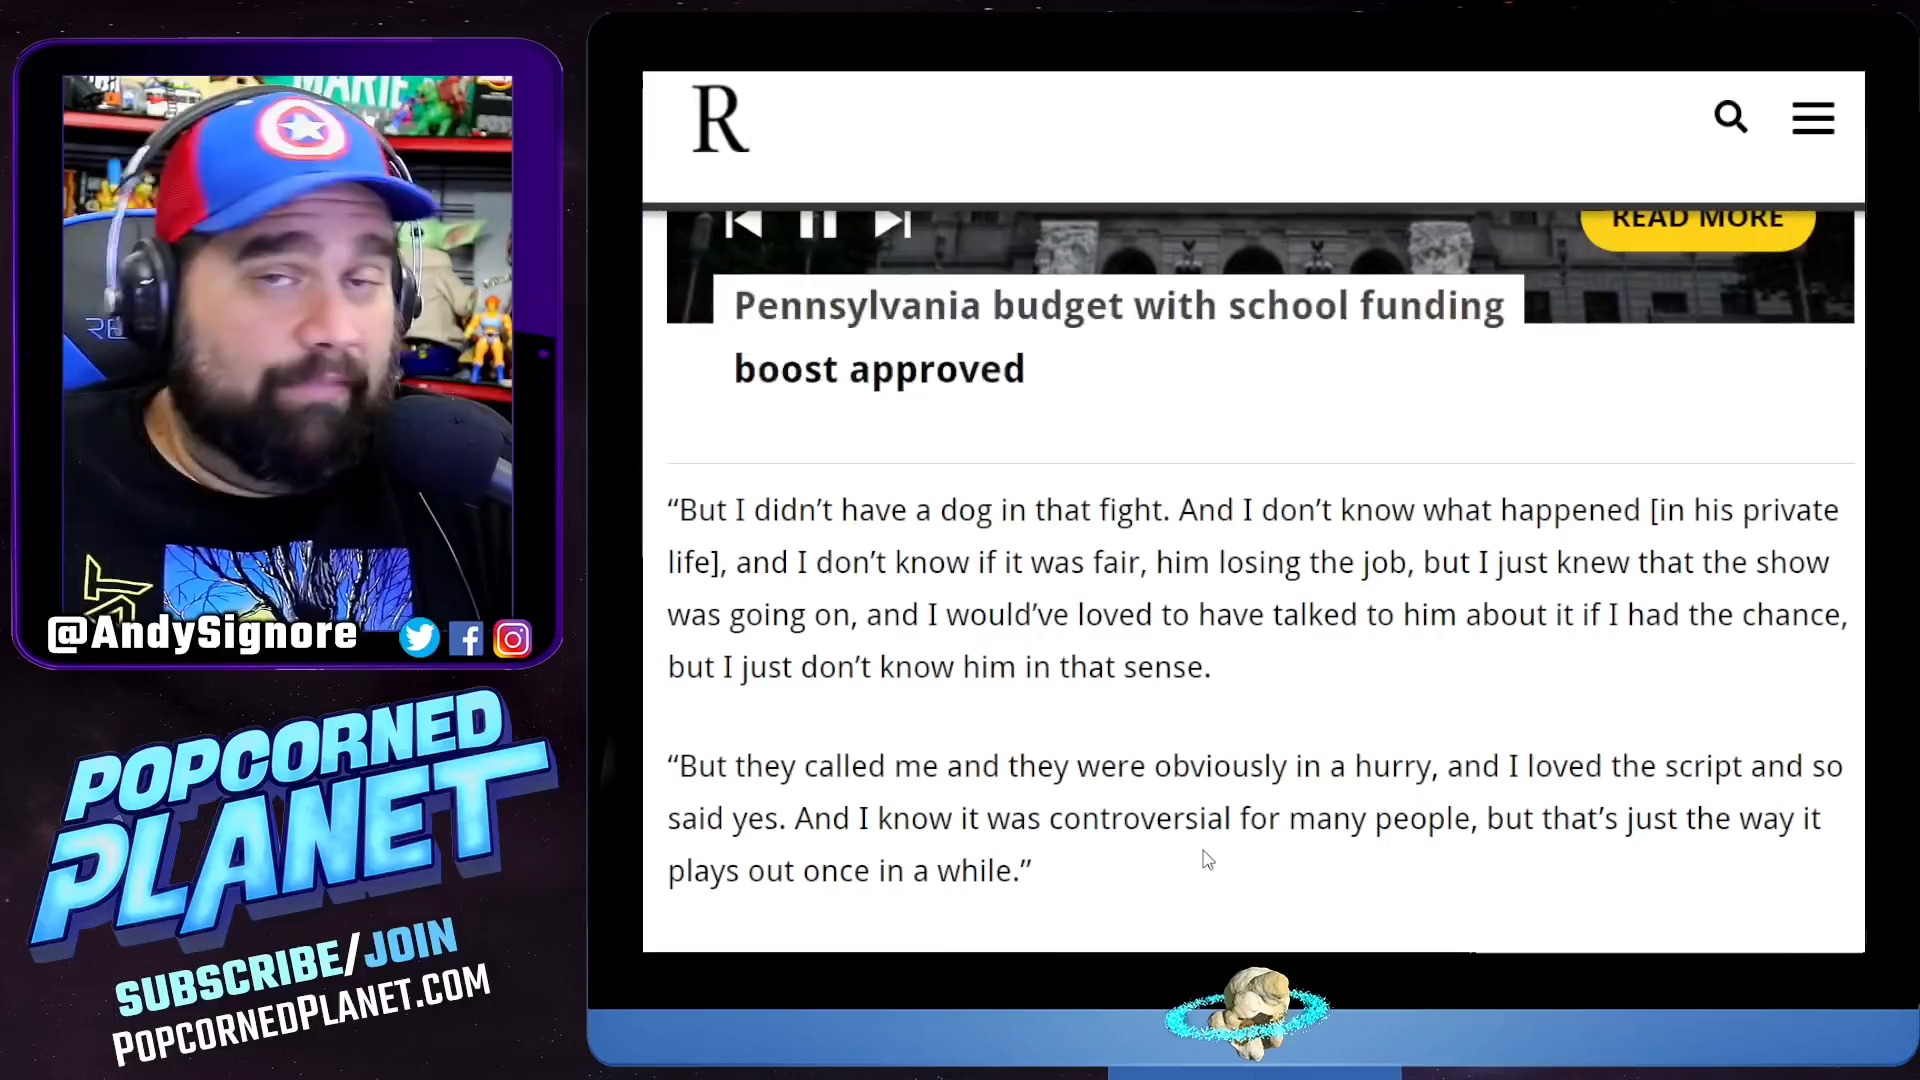 MARIE
@AndySignore
POPCORNED
PLANET
SUBSCRIBE/JOIN
POPCORNEDPLANET.COM
R
READ MORE
Pennsylvania budget with school funding
boost approved
“But I didn’t have a dog in that fight. And I don’t know what happened [in his private
life], and I don’t know if it was fair, him losing the job, but I just knew that the show
was going on, and I would’ve loved to have talked to him about it if I had the chance,
but I just don’t know him in that sense.
“But they called me and they were obviously in a hurry, and I loved the script and so
said yes. And I know it was controversial for many people, but that’s just the way it
plays out once in a while.”